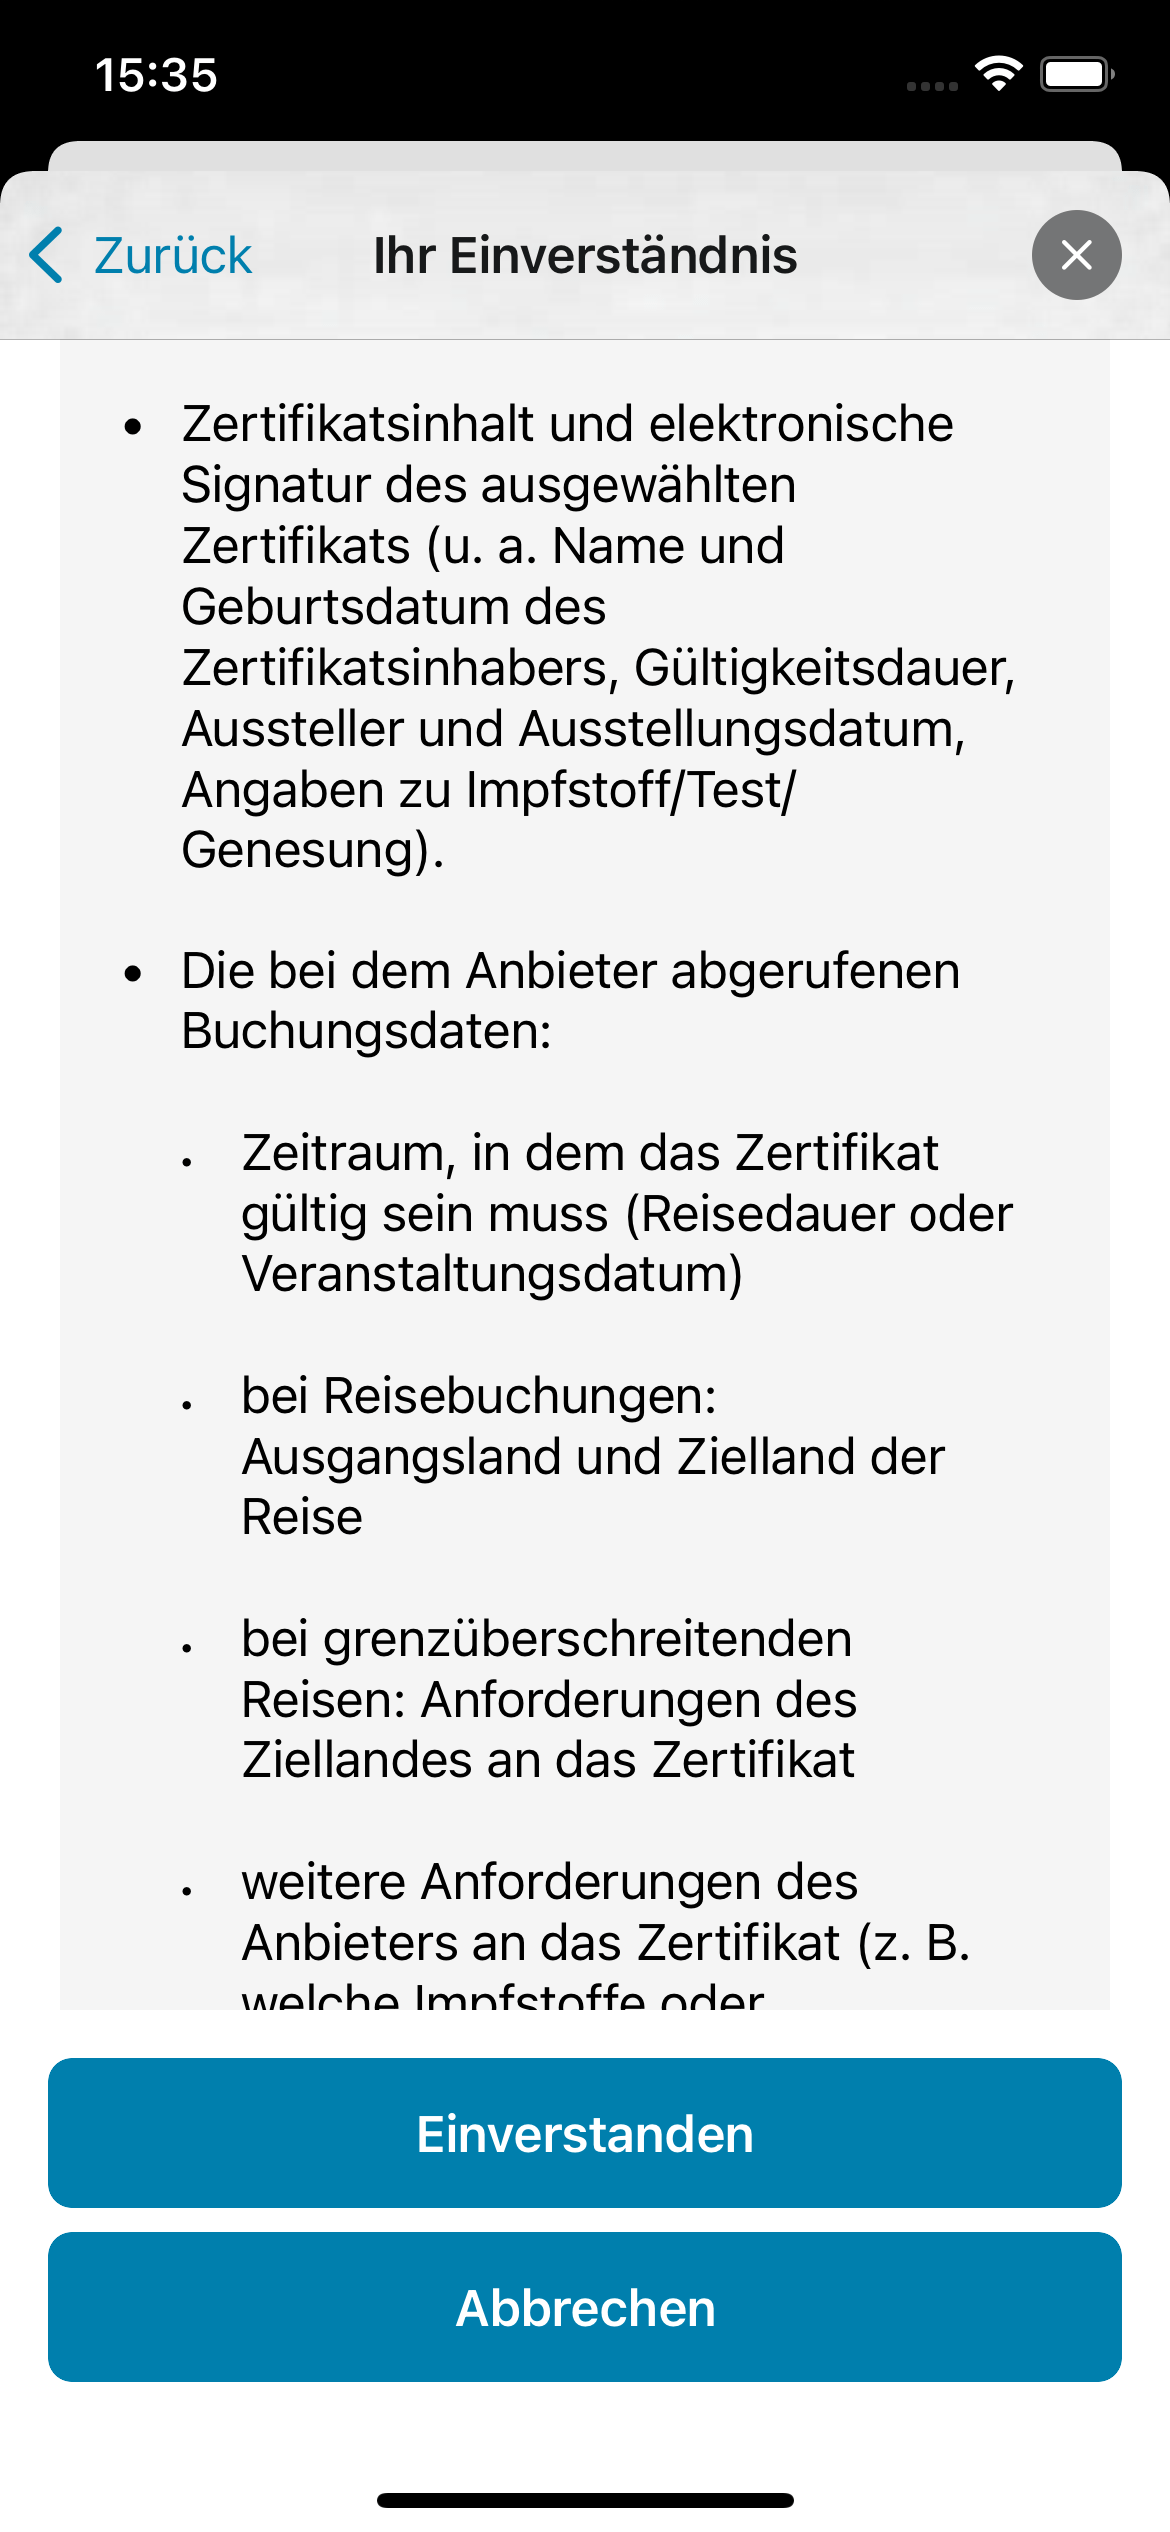 15:35
Zurück
Ihr Einverständnis
• Zertifikatsinhalt und elektronische
Signatur des ausgewählten
Zertifikats (u. a. Name und
Geburtsdatum des
Zertifikatsinhabers, Gültigkeitsdauer,
Aussteller und Ausstellungsdatum,
Angaben zu Impfstoff/Test/
Genesung).
• Die bei dem Anbieter abgerufenen
Buchungsdaten:
• Zeitraum, in dem das Zertifikat
gültig sein muss (Reisedauer oder
Veranstaltungsdatum)
• bei Reisebuchungen:
Ausgangsland und Zielland der
Reise
• bei grenzüberschreitenden
Reisen: Anforderungen des
Ziellandes an das Zertifikat
• weitere Anforderungen des
Anbieters an das Zertifikat (z. B.
welche Impfstoffe oder
Einverstanden
Abbrechen